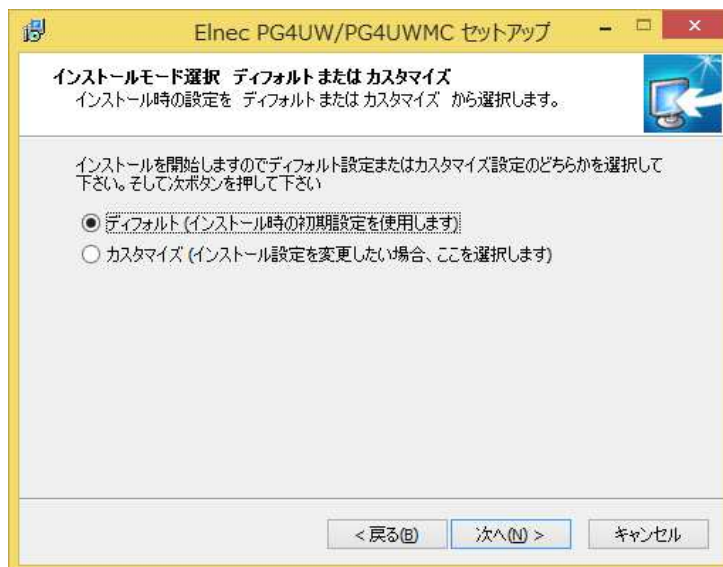 Elnec PG4UW/PG4UWMC セットアップ
インストールモード選択 ディフォルト または カスタマイズ
インストール時の設定を ディフォルト または カスタマイズ から選択します。
インストールを開始しますのでディフォルト設定またはカスタマイズ設定のどちらかを選択して
下さい。そして次ボタンを押して下さい
ディフォルト (インストール時の初期設定を使用します)
カスタマイズ (インストール設定を変更したい場合、ここを選択します)
< 戻る(B) 次へ(N) > キャンセル